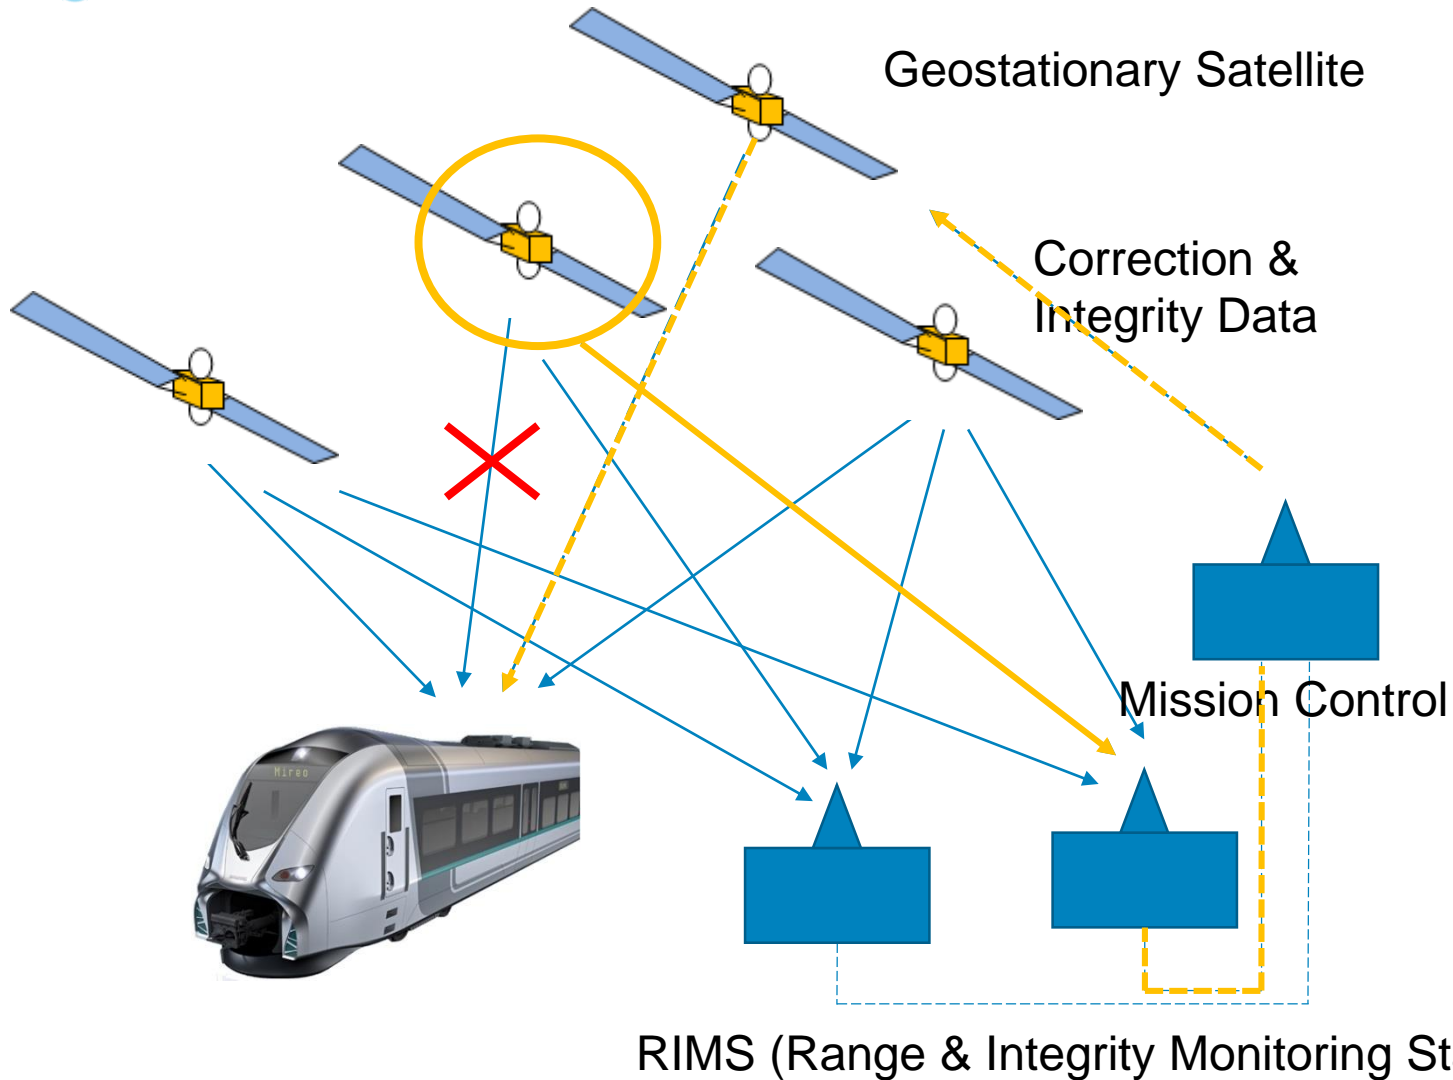 Geostationary Satellite
Correction &
Integrity Data
Mireo
Mission Control
RIMS (Range & Integrity Monitoring St